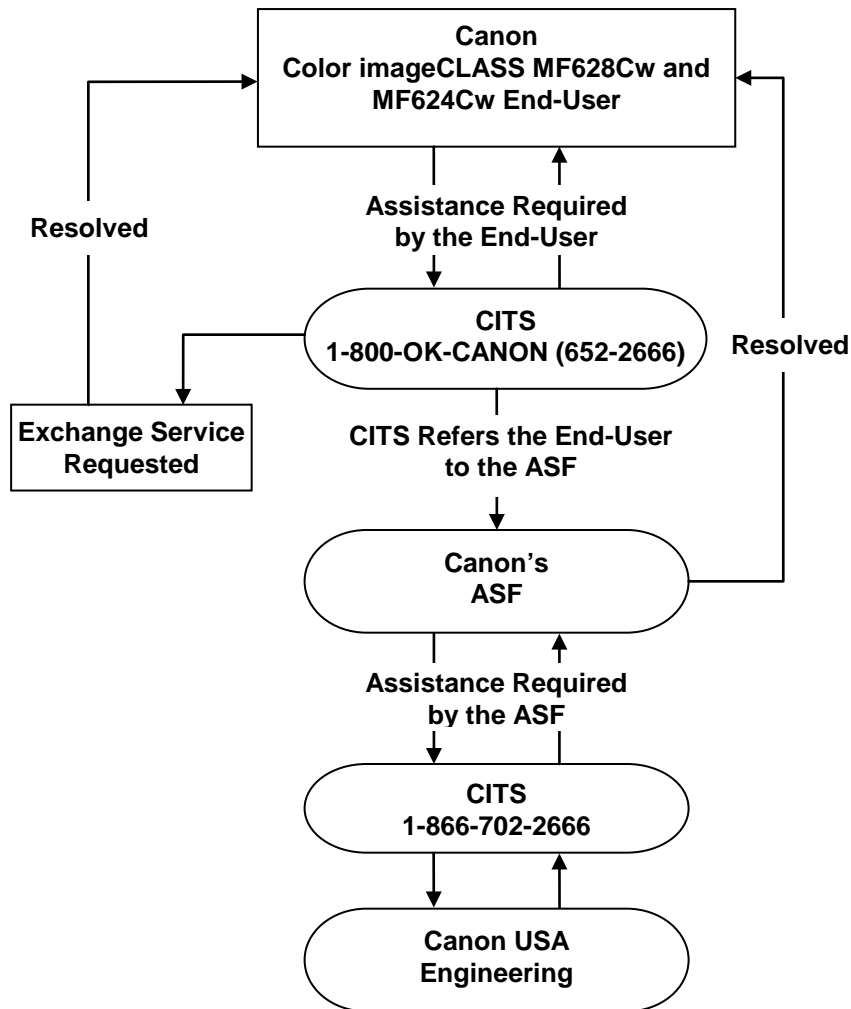 Canon
Color imageCLASS MF628Cw and
MF624Cw End-User
Resolved
Assistance Required
by the End-User
CITS
1-800-OK-CANON (652-2666)
Resolved
Exchange Service
Requested
CITS Refers the End-User
to the ASF
Canon’s
ASF
Assistance Required
by the ASF
CITS
1-866-702-2666
Canon USA
Engineering